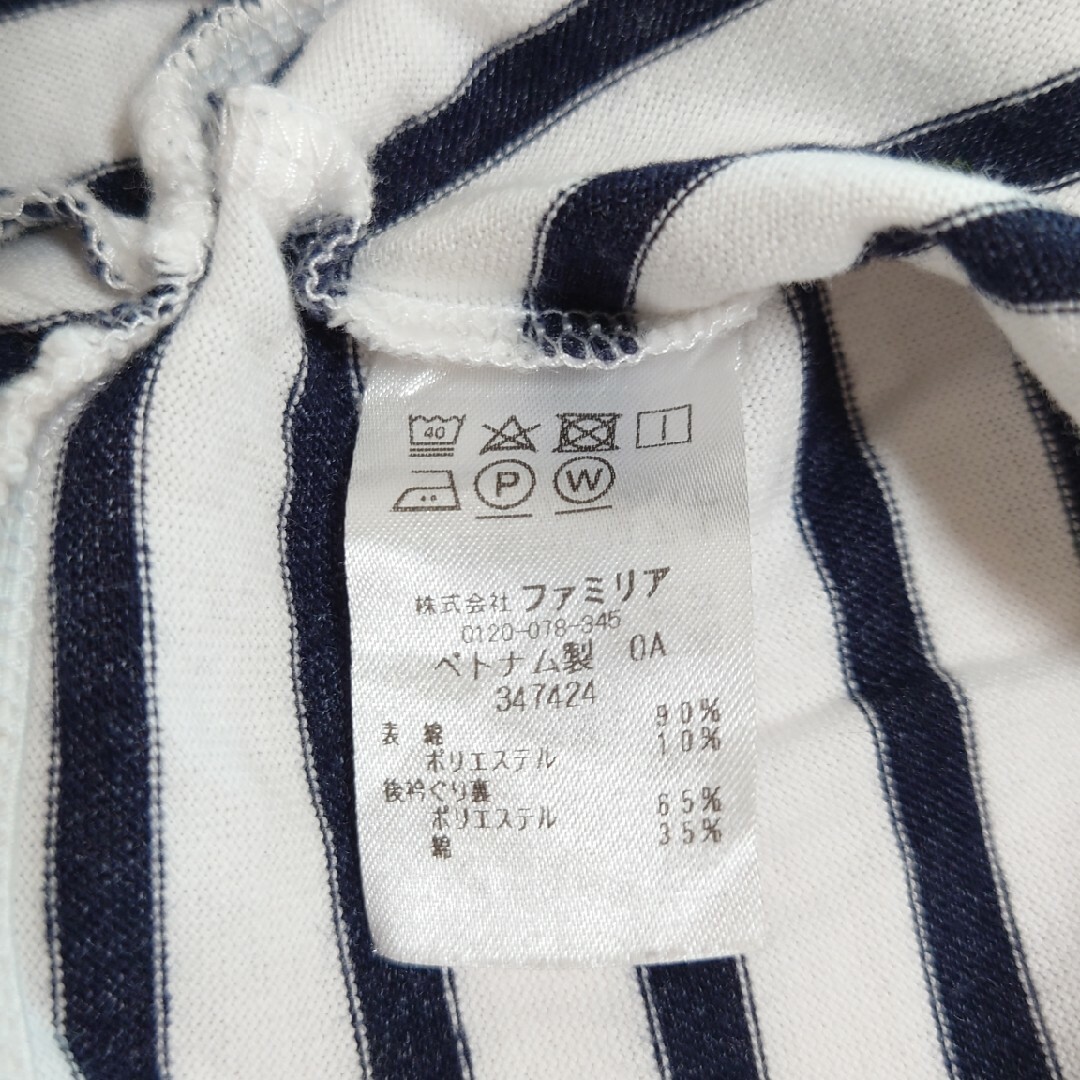 40
P W
株式会社 ファミリア
0120-078-345
ベトナム製 0A
347424
表 綿 90%
ポリエステル 10%
後衿ぐり裏
ポリエステル 65%
綿 35%